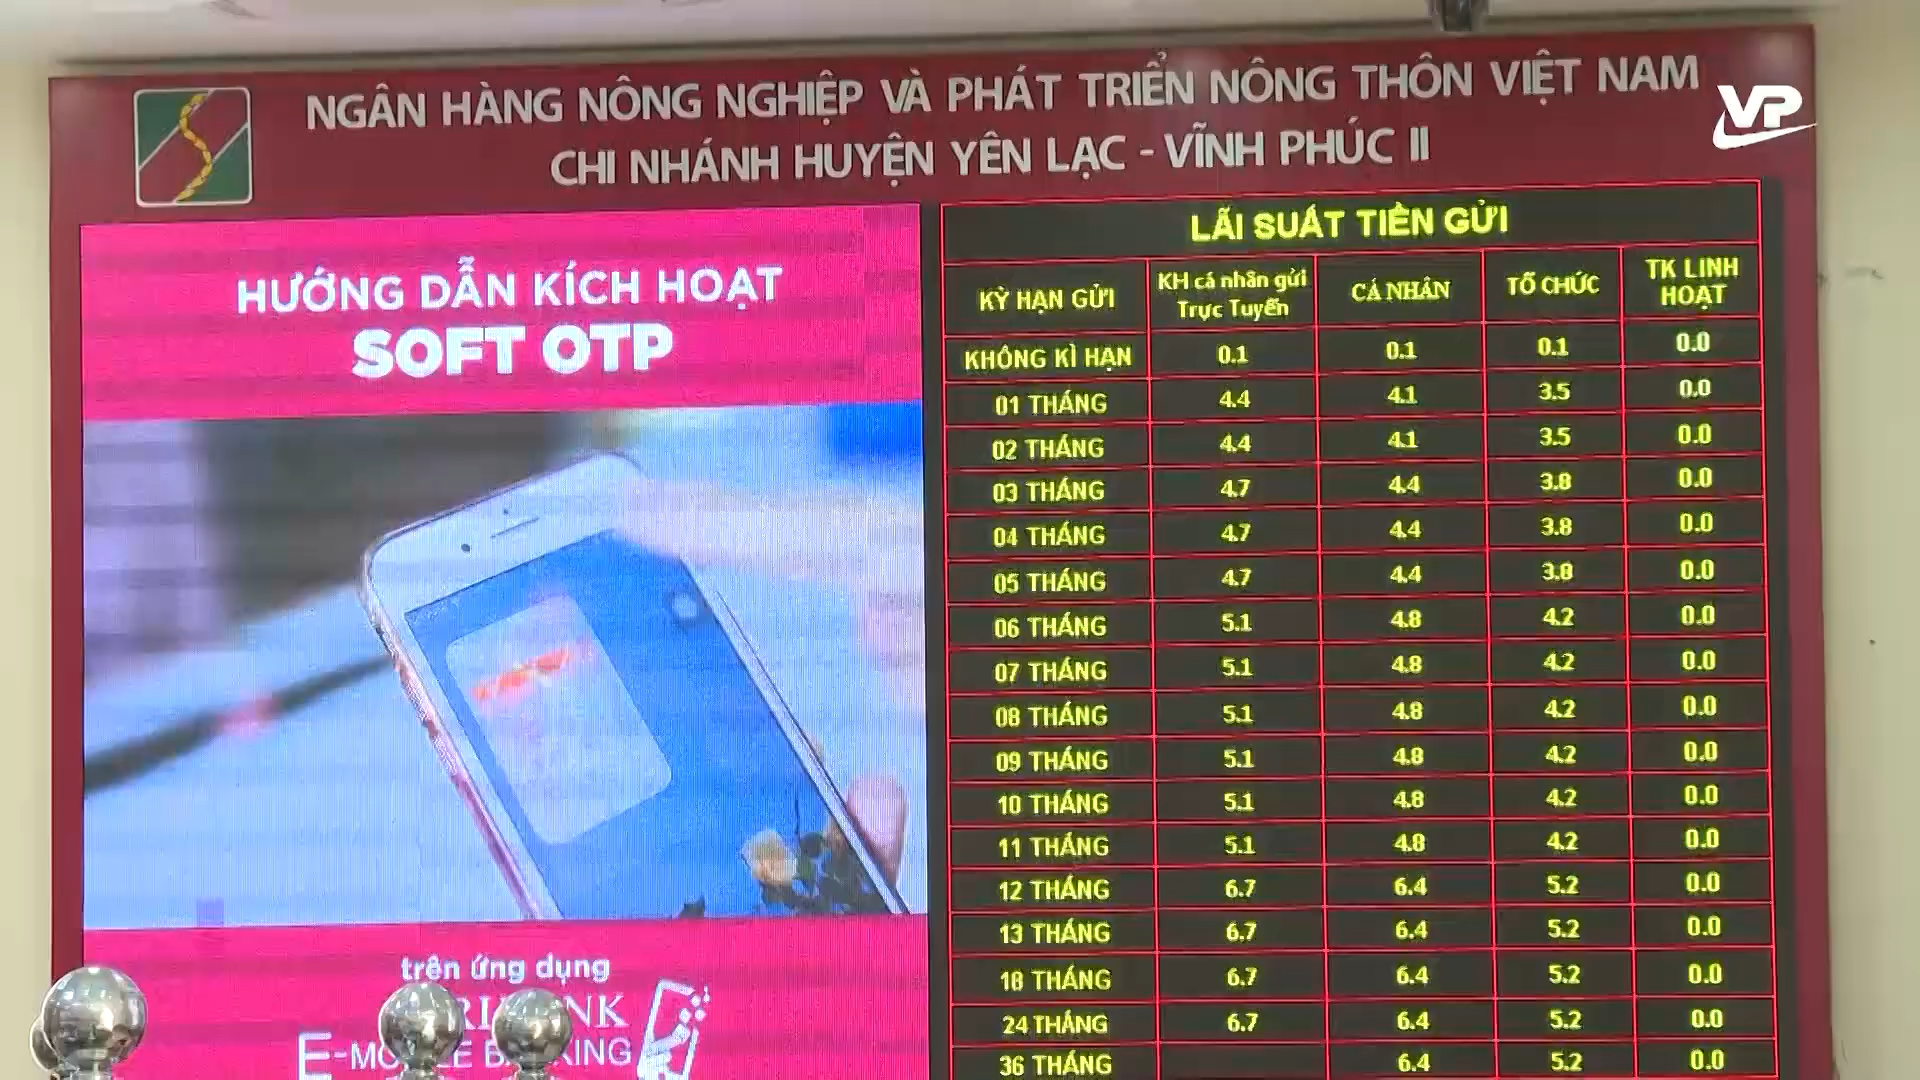 NGÂN HÀNG NÔNG NGHIỆP VÀ PHÁT TRIỂN NÔNG THÔN VIỆT NAM
CHI NHÁNH HUYỆN YÊN LẠC - VĨNH PHÚC II
VP
HƯỚNG DẪN KÍCH HOẠT
SOFT OTP
trên ứng dụng
LÃI SUẤT TIỀN GỬI
KỲ HẠN GỬI KH cá nhân gửi Trực Tuyến CÁ NHÂN TỔ CHỨC TK LINH HOẠT
KHÔNG KÌ HẠN 0.1 0.1 0.1 0.0
01 THÁNG 4.4 4.1 3.5 0.0
02 THÁNG 4.4 4.1 3.5 0.0
03 THÁNG 4.7 4.4 3.8 0.0
04 THÁNG 4.7 4.4 3.8 0.0
05 THÁNG 4.7 4.4 3.8 0.0
06 THÁNG 5.1 4.8 4.2 0.0
07 THÁNG 5.1 4.8 4.2 0.0
08 THÁNG 5.1 4.8 4.2 0.0
09 THÁNG 5.1 4.8 4.2 0.0
10 THÁNG 5.1 4.8 4.2 0.0
11 THÁNG 5.1 4.8 4.2 0.0
12 THÁNG 6.7 6.4 5.2 0.0
13 THÁNG 6.7 6.4 5.2 0.0
18 THÁNG 6.7 6.4 5.2 0.0
24 THÁNG 6.7 6.4 5.2 0.0
36 THÁNG 6.4 5.2 0.0